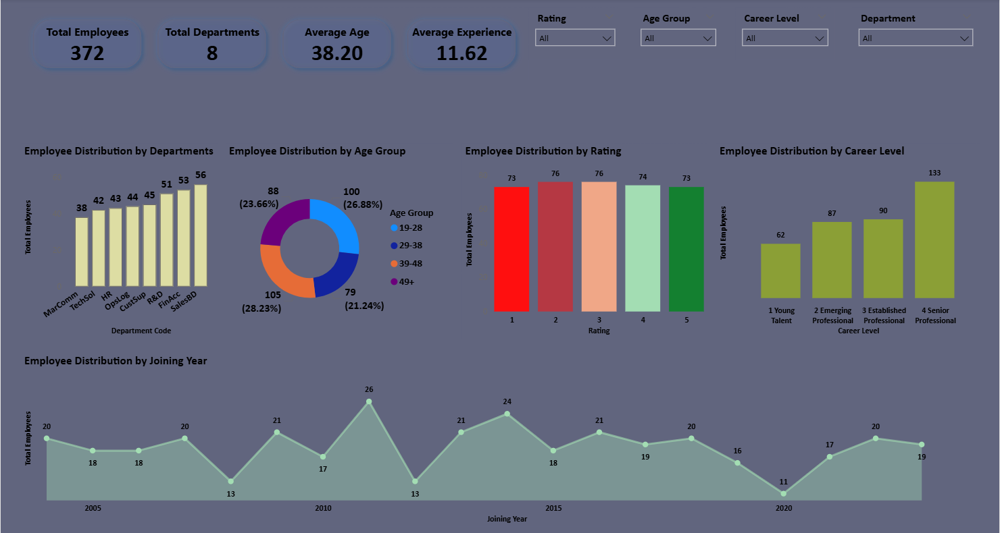 Total Employees
372
Total Departments
8
Average Age
38.20
Average Experience
11.62
Rating
All
Age Group
All
Career Level
All
Department
All
Employee Distribution by Departments
Total Employees
38
42
43
44
45
51
53
56
MarComm
TechSol
HR
OpsLog
CustSup
R&D
FinAcc
SalesBD
Department Code
Employee Distribution by Age Group
88
(23.66%)
100
(26.88%)
105
(28.23%)
79
(21.24%)
Age Group
19-28
29-38
39-48
49+
Employee Distribution by Rating
Total Employees
73
76
76
74
73
1
2
3
4
5
Rating
Employee Distribution by Career Level
Total Employees
62
87
90
133
1 Young
Talent
2 Emerging
Professional
3 Established
Professional
4 Senior
Professional
Career Level
Employee Distribution by Joining Year
Total Employees
20
18
18
20
13
21
17
26
13
21
24
18
21
19
20
16
11
17
20
19
2005
2010
2015
2020
Joining Year